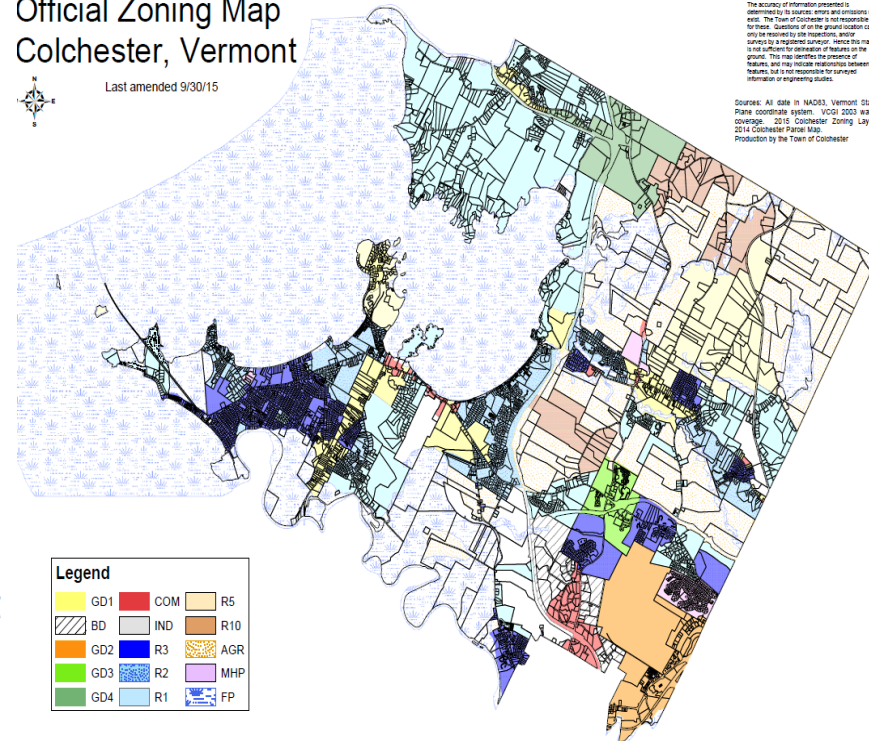 Official Zoning Map
Colchester, Vermont
Last amended 9/30/15
N
W E
S
The accuracy of information presented is
determined by its sources: errors and omissions
exist. The Town of Colchester is not responsible
for these. Questions of on the ground location
only be resolved by site inspections, and/or
surveys by a registered surveyor. Hence this
is not sufficient for delineation of features on the
ground. This map identifies the presence of
features, and may indicate relationships between
features, but is not responsible for surveyed
information or engineering studies.
Sources: All date in NAD83, Vermont
Plane coordinate system. VCGI 2003
coverage. 2015 Colchester Zoning
2014 Colchester Parcel Map.
Production by the Town of Colchester
Legend
GD1 COM R5
BD IND R10
GD2 R3 AGR
GD3 R2 MHP
GD4 R1 FP